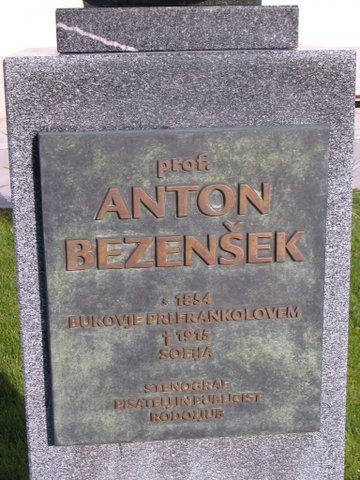 prof.
ANTON
BEZENŠEK
* 1854
BUKOVJE PRI FRANKOLOVEM
† 1915
SOFIJA
STENOGRAF
PISATELJ IN PUBLICIST
RODOLJUB